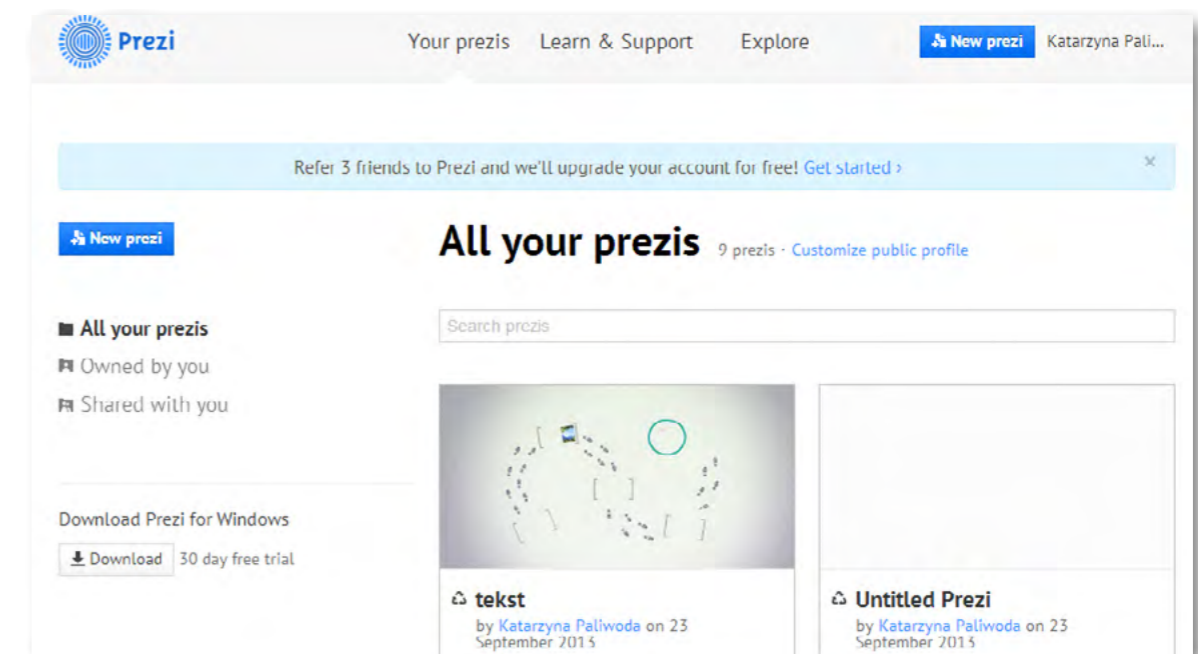 Prezi
Your prezis Learn & Support Explore
New prezi Katarzyna Pali...
Refer 3 friends to Prezi and we'll upgrade your account for free! Get started ›
×
New prezi
All your prezis 9 prezis · Customize public profile
All your prezis
Owned by you
Shared with you
Search prezis
Download Prezi for Windows
Download 30 day free trial
tekst
by Katarzyna Paliwoda on 23
September 2013
Untitled Prezi
by Katarzyna Paliwoda on 23
September 2013